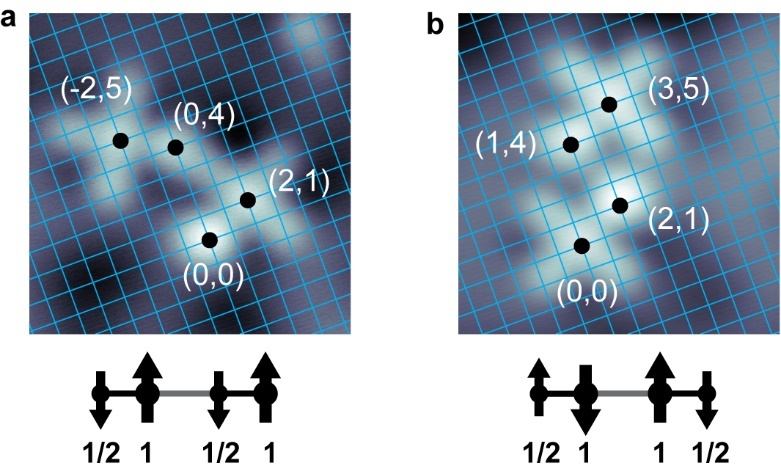 a
(-2,5)
(0,4)
(2,1)
(0,0)
1/2 1 1/2 1
b
(3,5)
(1,4)
(2,1)
(0,0)
1/2 1 1 1/2